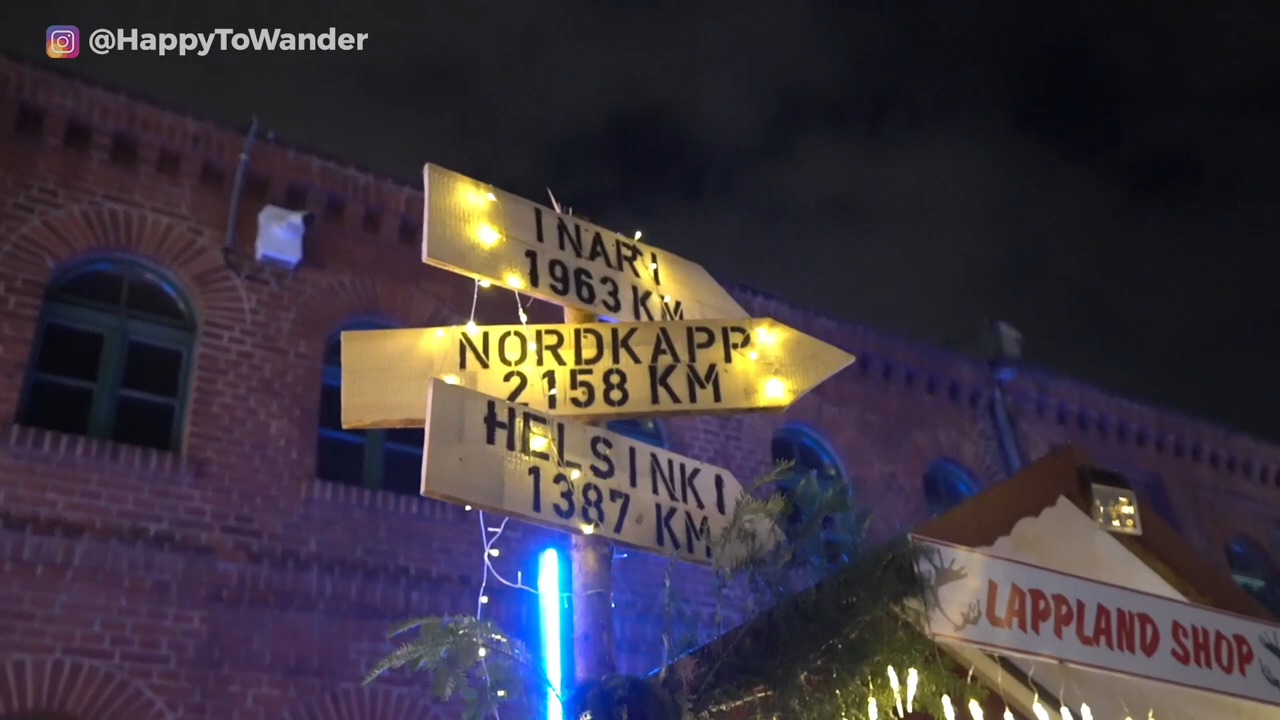 @HappyToWander
INARI
1963 KM
NORDKAPP
2158 KM
HELSINKI
1387 KM
LAPPLAND SHOP